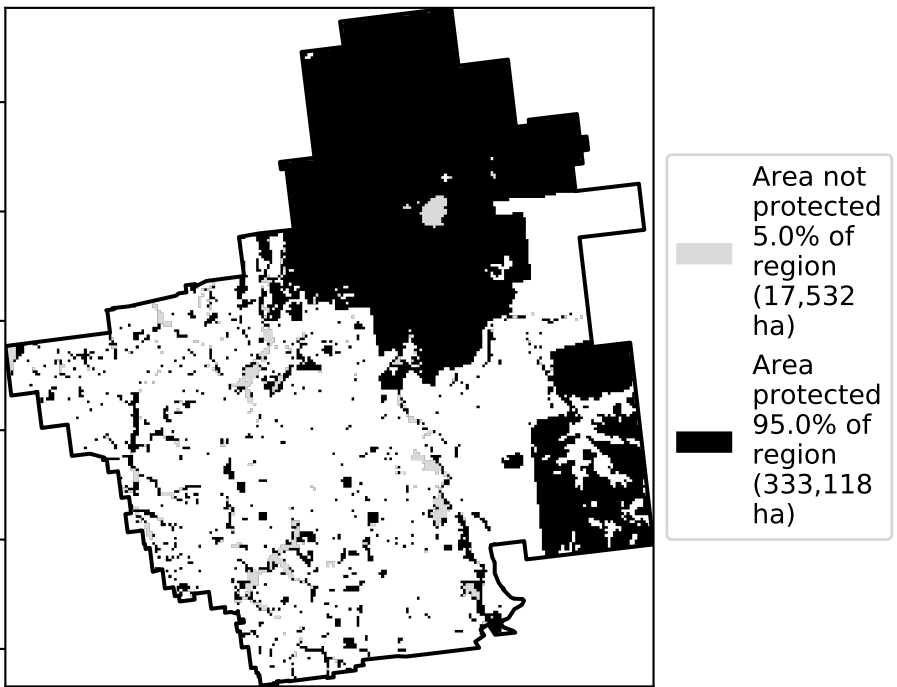 Area not
protected
5.0% of
region
(17,532
ha)
Area
protected
95.0% of
region
(333,118
ha)